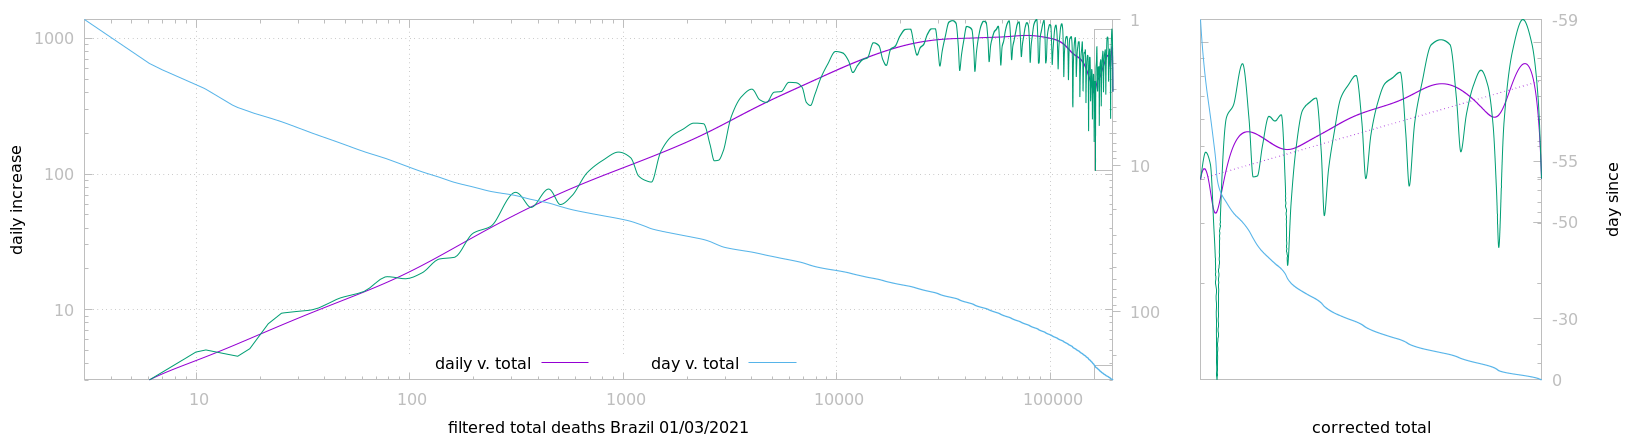 1000
100
10
daily increase
1
10
100
daily v. total
day v. total
10
100
1000
10000
100000
filtered total deaths Brazil 01/03/2021
-59
-55
-50
-30
0
day since
corrected total